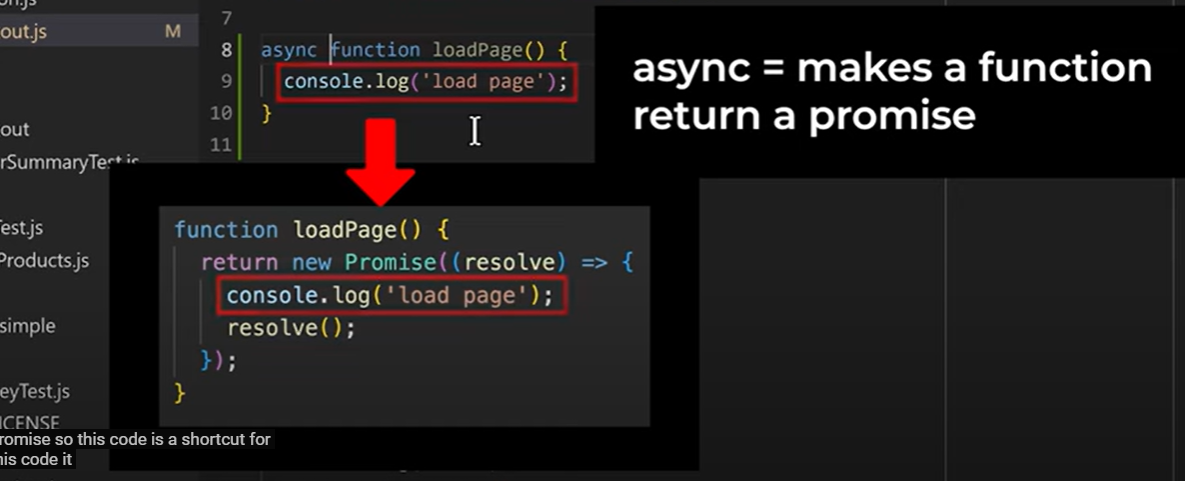 out.js M
7
8 async function loadPage() {
9 console.log('load page');
10 }
11
async = makes a function
return a promise
out
rSummaryTest.js
Test.js
Products.js
simple
eyTest.js
ICENSE
function loadPage() {
return new Promise((resolve) => {
console.log('load page');
resolve();
});
}
romise so this code is a shortcut for
his code it